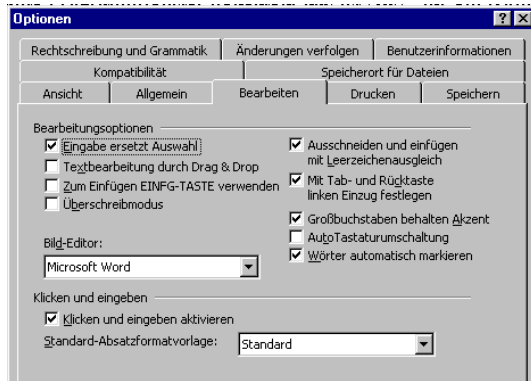 Optionen
Rechtschreibung und Grammatik Änderungen verfolgen Benutzerinformationen
Kompatibilität Speicherort für Dateien
Ansicht Allgemein Bearbeiten Drucken Speichern
Bearbeitungsoptionen
Eingabe ersetzt Auswahl
Textbearbeitung durch Drag & Drop
Zum Einfügen EINFG-TASTE verwenden
Überschreibmodus
Bild-Editor:
Microsoft Word
Ausschneiden und einfügen
mit Leerzeichenausgleich
Mit Tab- und Rücktaste
linken Einzug festlegen
Großbuchstaben behalten Akzent
AutoTastaturumschaltung
Wörter automatisch markieren
Klicken und eingeben
Klicken und eingeben aktivieren
Standard-Absatzformatvorlage: Standard